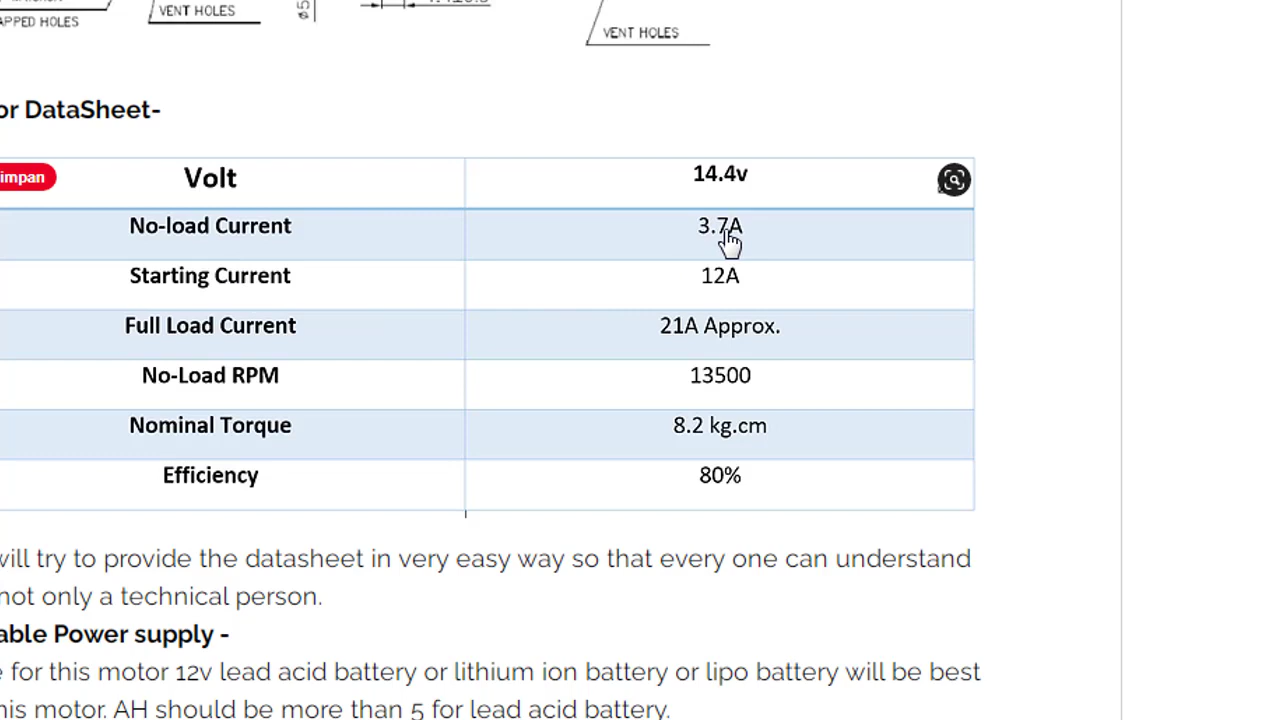 APPED HOLES
VENT HOLES
ø5
VENT HOLES
or DataSheet-
impan
Volt 14.4v
No-load Current 3.7A
Starting Current 12A
Full Load Current 21A Approx.
No-Load RPM 13500
Nominal Torque 8.2 kg.cm
Efficiency 80%
will try to provide the datasheet in very easy way so that every one can understand
not only a technical person.
able Power supply -
e for this motor 12v lead acid battery or lithium ion battery or lipo battery will be best
his motor. AH should be more than 5 for lead acid battery.